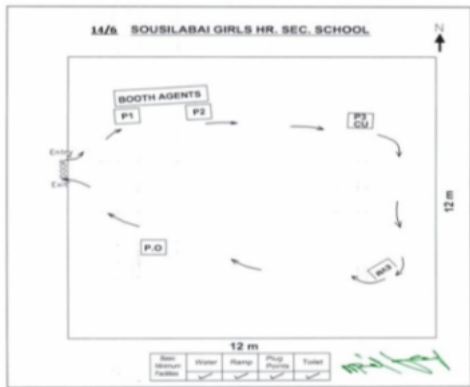 14/6 SOUSILABAI GIRLS HR. SEC. SCHOOL
N
BOOTH AGENTS
P1
P2
P3
CU
Entry
DOOR
Exit
12 m
P.O
12 m
Basic Minimum Facilities
Water
Ramp
Plug Points
Toilet